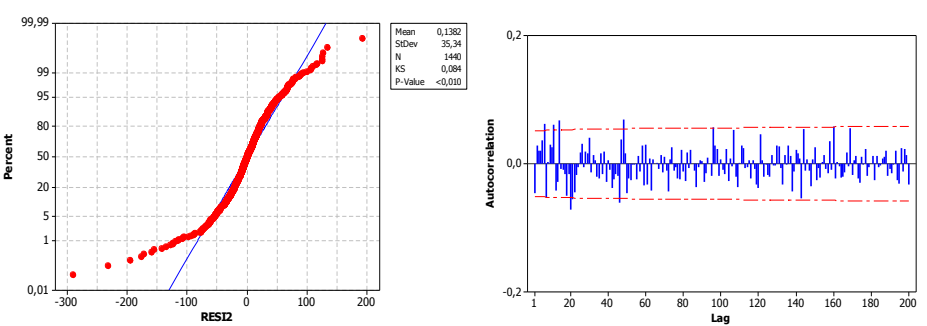 99,99
99
95
80
50
20
5
1
0,01
Percent
-300 -200 -100 0 100 200
RESI2
Mean 0,1382
StDev 35,34
N 1440
KS 0,084
P-Value <0,010
0,2
0,0
-0,2
Autocorrelation
1 20 40 60 80 100 120 140 160 180 200
Lag